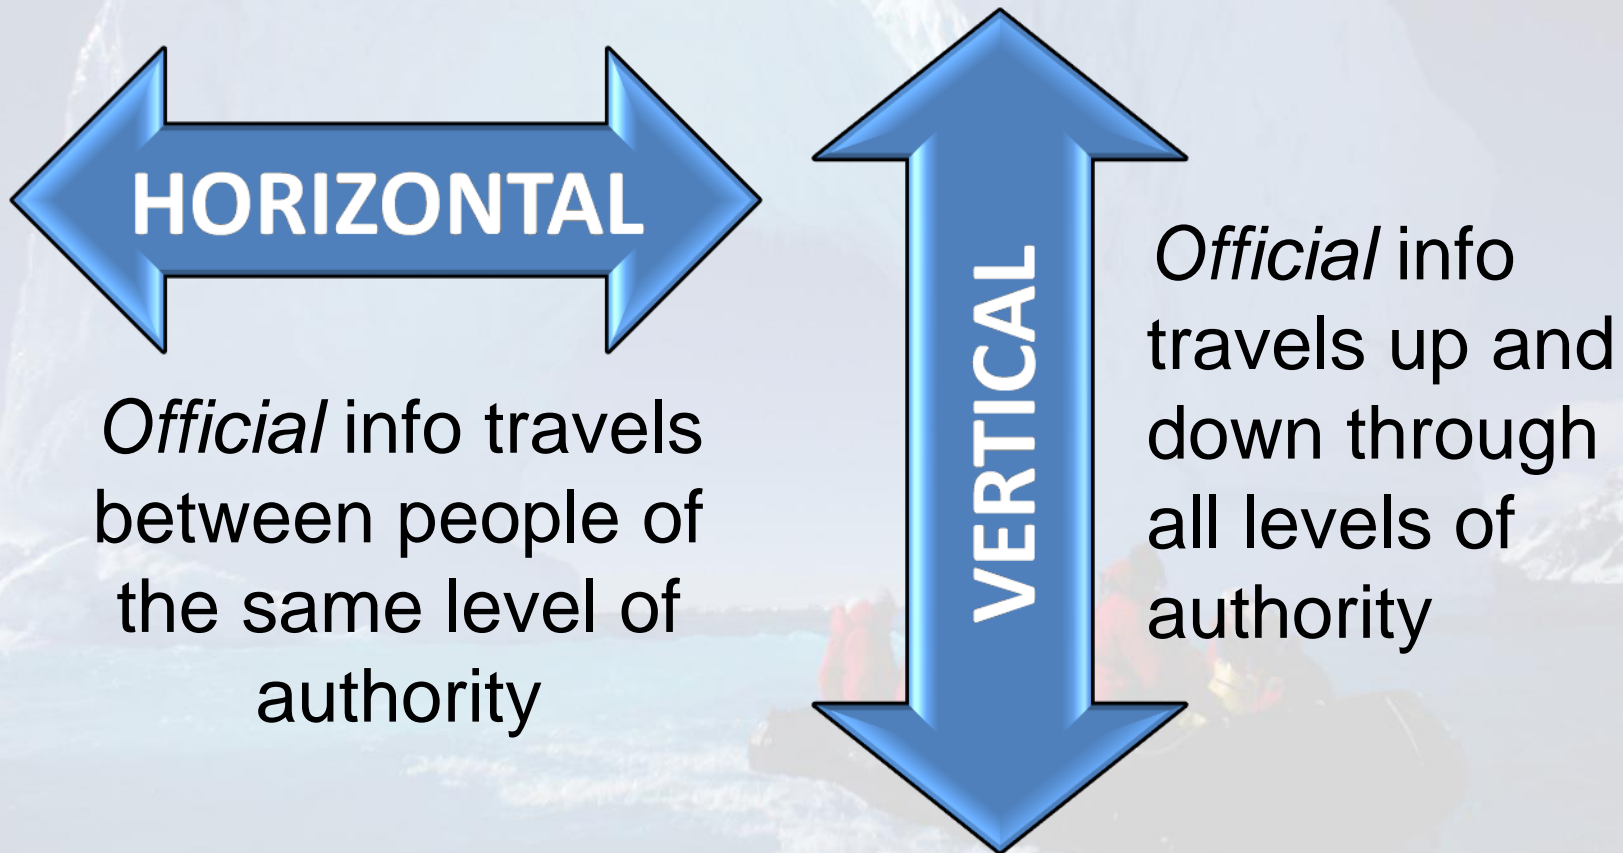 HORIZONTAL
Official info travels
between people of
the same level of
authority
VERTICAL
Official info
travels up and
down through
all levels of
authority